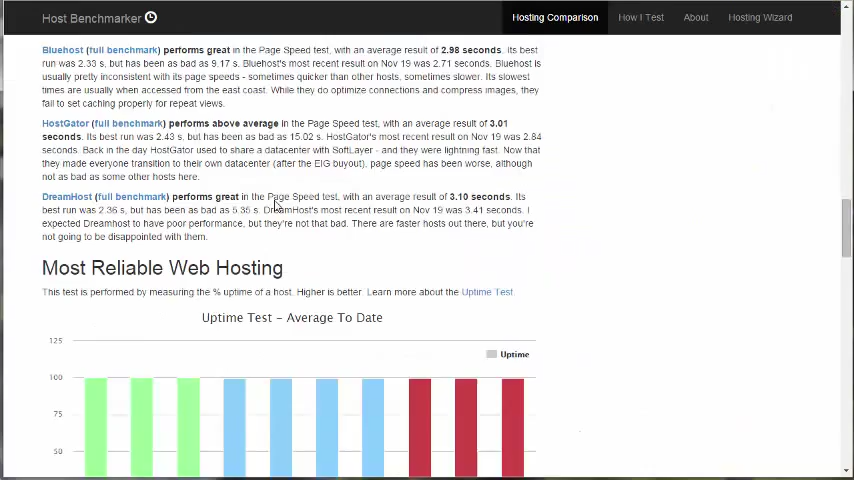 Host Benchmarker
Hosting Comparison
How I Test
About
Hosting Wizard
Bluehost (full benchmark) performs great in the Page Speed test, with an average result of 2.98 seconds. Its best
run was 2.33 s, but has been as bad as 9.17 s. Bluehost's most recent result on Nov 19 was 2.71 seconds. Bluehost is
usually pretty inconsistent with its page speeds - sometimes quicker than other hosts, sometimes slower. Its slowest
times are usually when accessed from the east coast. While they do optimize connections and compress images, they
fail to set caching properly for repeat views.
HostGator (full benchmark) performs above average in the Page Speed test, with an average result of 3.01
seconds. Its best run was 2.43 s, but has been as bad as 15.02 s. HostGator's most recent result on Nov 19 was 2.84
seconds. Back in the day HostGator used to share a datacenter with SoftLayer - and they were lightning fast. Now that
they made everyone transition to their own datacenter (after the EIG buyout), page speed has been worse, although
not as bad as some other hosts here.
DreamHost (full benchmark) performs great in the Page Speed test, with an average result of 3.10 seconds. Its
best run was 2.36 s, but has been as bad as 5.35 s. DreamHost's most recent result on Nov 19 was 3.41 seconds. I
expected Dreamhost to have poor performance, but they're not that bad. There are faster hosts out there, but you're
not going to be disappointed with them.
Most Reliable Web Hosting
This test is performed by measuring the % uptime of a host. Higher is better. Learn more about the Uptime Test.
Uptime Test - Average To Date
125
Uptime
100
75
50